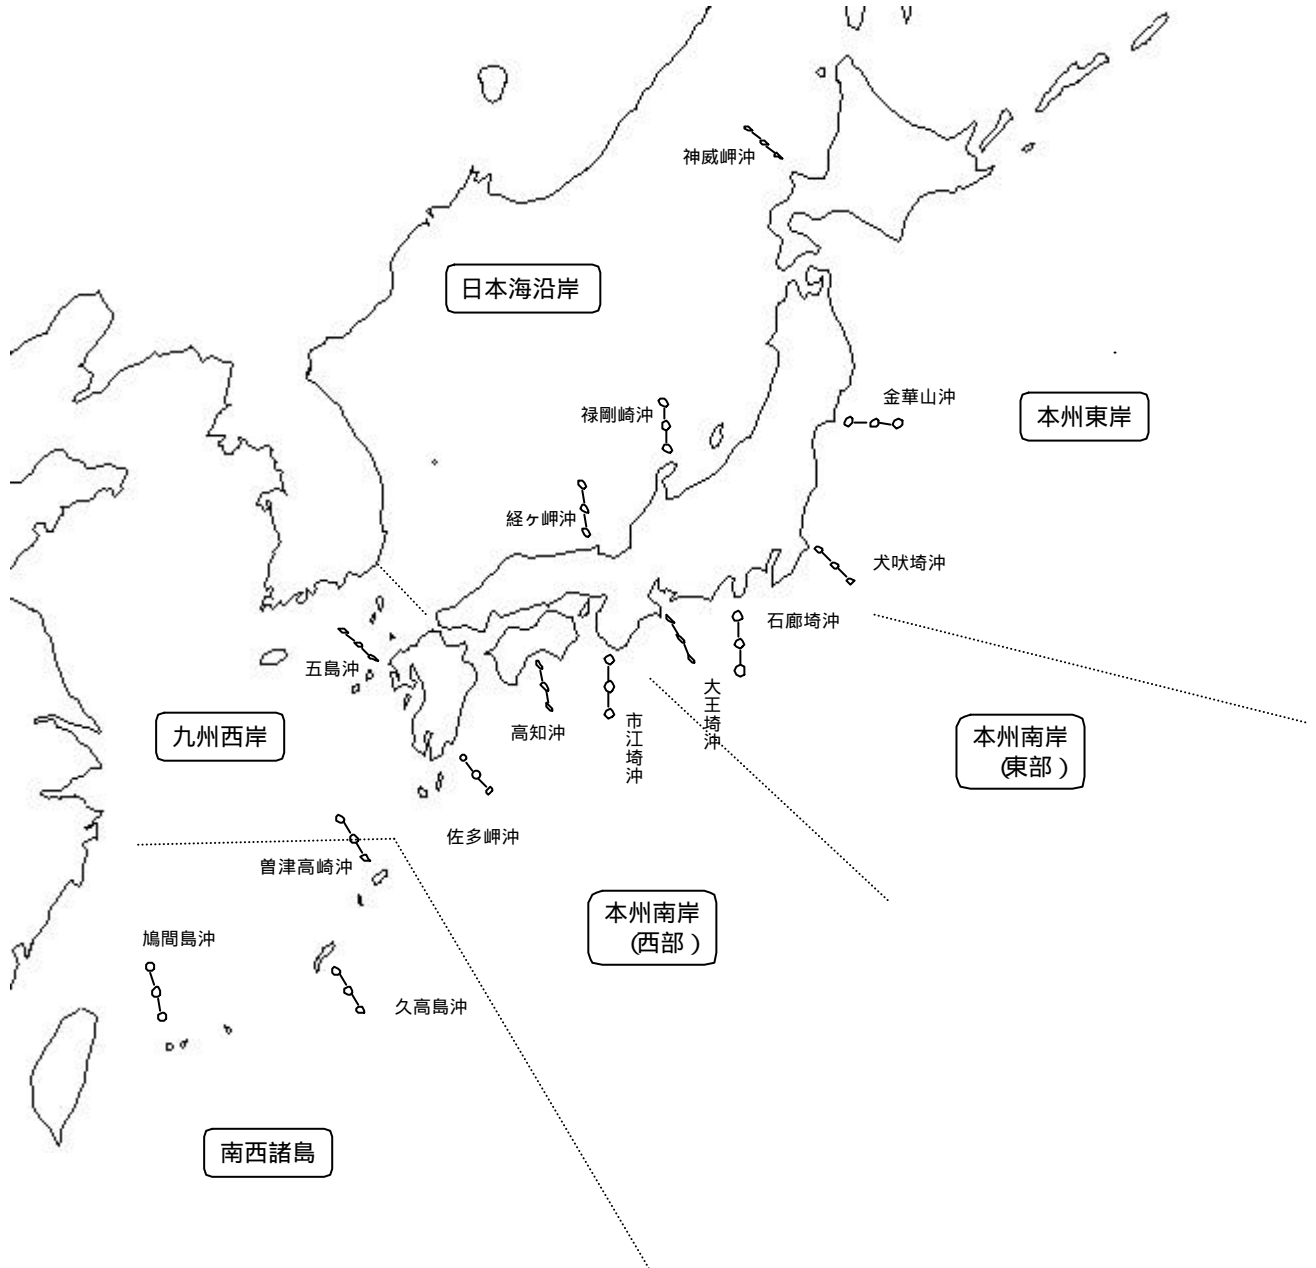 神威岬沖
日本海沿岸
金華山沖
本州東岸
禄剛崎沖
経ヶ岬沖
犬吠埼沖
石廊埼沖
五島沖
大王埼沖
九州西岸
高知沖
市江埼沖
本州南岸
(東部)
佐多岬沖
曽津高崎沖
本州南岸
(西部)
鳩間島沖
久高島沖
南西諸島